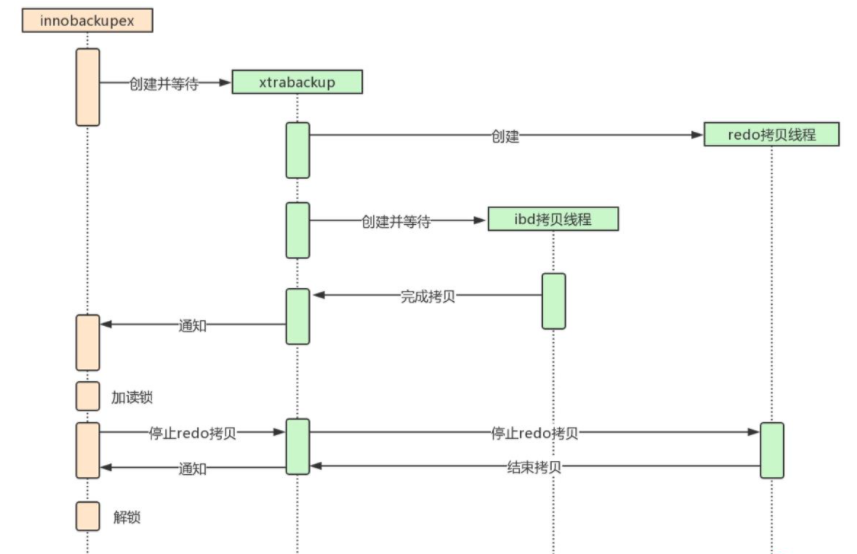 innobackupex
创建并等待
xtrabackup
创建
redo拷贝线程
创建并等待
ibd拷贝线程
完成拷贝
通知
加读锁
停止redo拷贝
停止redo拷贝
通知
结束拷贝
解锁